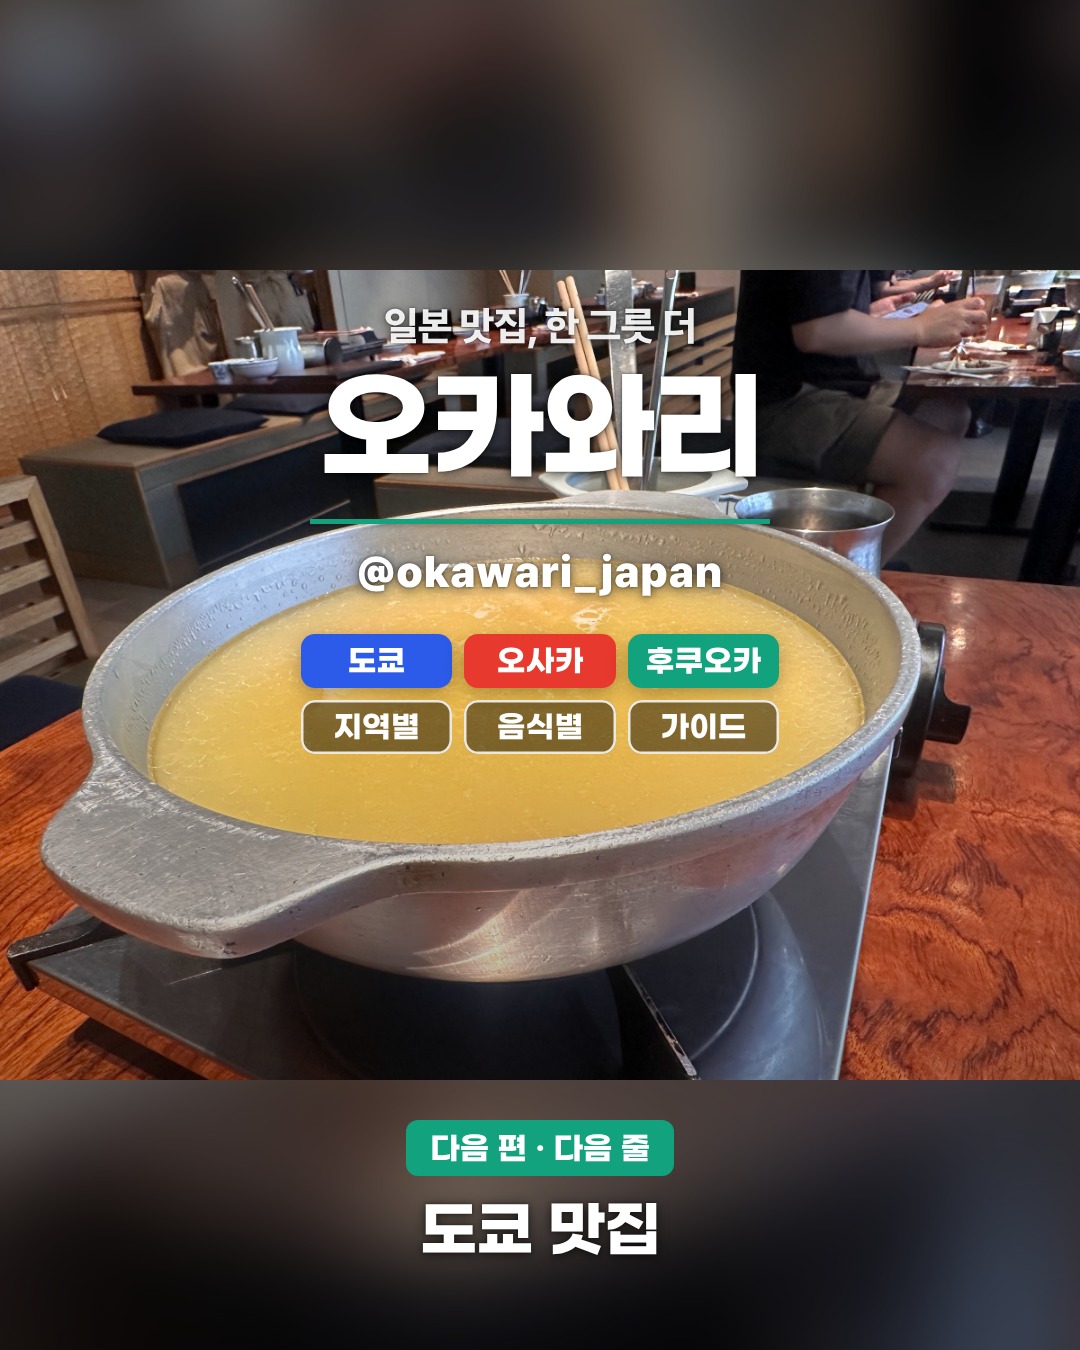 일본 맛집, 한 그릇 더
오카와리
@okawari_japan
도쿄 오사카 후쿠오카
지역별 음식별 가이드
다음 편 · 다음 줄
도쿄 맛집